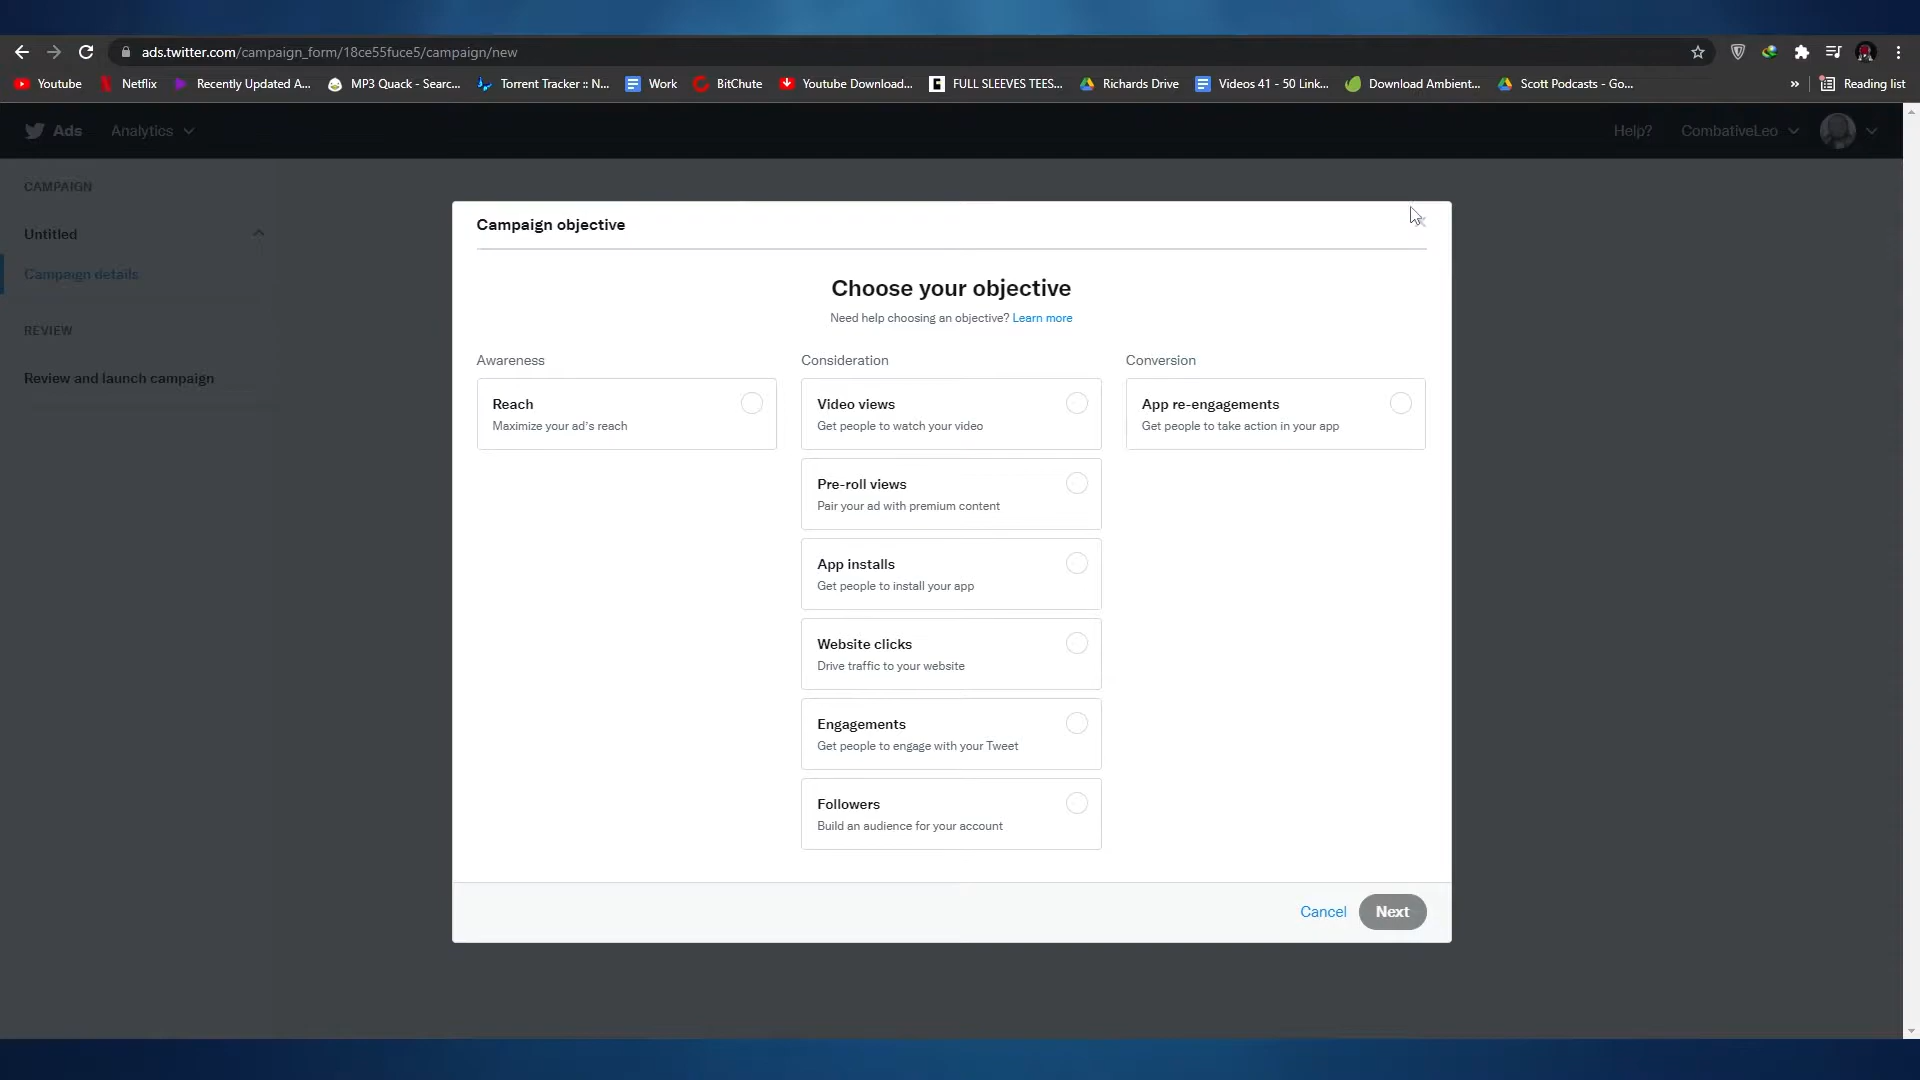 ads.twitter.com/campaign_form/18ce55fuce5/campaign/new
Youtube
Netflix
Recently Updated A...
MP3 Quack - Searc...
Torrent Tracker :: N...
Work
BitChute
Youtube Download...
FULL SLEEVES TEES...
Richards Drive
Videos 41 - 50 Link...
Download Ambient...
Scott Podcasts - Go...
»
Reading list
Ads
Analytics
Help?
CombativeLeo
CAMPAIGN
Untitled
Campaign details
REVIEW
Review and launch campaign
Campaign objective
Choose your objective
Need help choosing an objective? Learn more
Awareness
Reach
Maximize your ad's reach
Consideration
Video views
Get people to watch your video
Pre-roll views
Pair your ad with premium content
App installs
Get people to install your app
Website clicks
Drive traffic to your website
Engagements
Get people to engage with your Tweet
Followers
Build an audience for your account
Conversion
App re-engagements
Get people to take action in your app
Cancel
Next